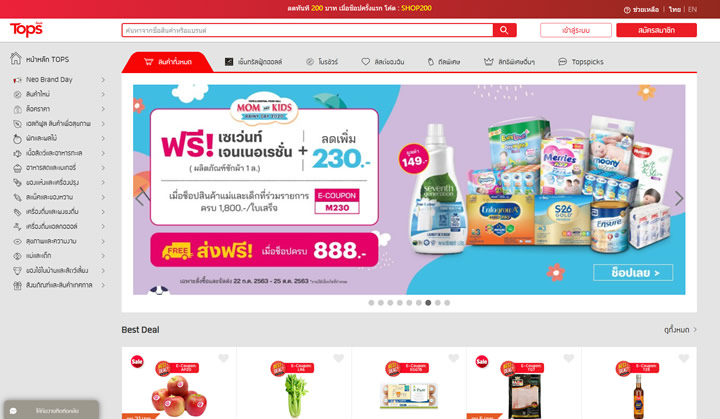 ลดทันที 200 บาท เมื่อช็อปครั้งแรก โค้ด : SHOP200
ช่วยเหลือ | ไทย | EN
Tops
ค้นหาจากชื่อสินค้าหรือแบรนด์
เข้าสู่ระบบ
สมัครสมาชิก
หน้าหลัก TOPS
สินค้าทั้งหมด
เซ็นทรัลฟู้ดฮอลล์
โบรชัวร์
ลิสต์ของฉัน
ดีลพิเศษ
สิทธิพิเศษอื่นๆ
Topspicks
Neo Brand Day
สินค้าใหม่
ล็อคราคา
เฮลท์ิฟูล สินค้าเพื่อสุขภาพ
ผักและผลไม้
เนื้อสัตว์และอาหารทะเล
อาหารสดและเบเกอรี่
ของแห้งและเครื่องปรุง
สแน็คและของหวาน
เครื่องดื่มและผงชงดื่ม
เครื่องดื่มแอลกอฮอล์
สุขภาพและความงาม
แม่และเด็ก
ของใช้ในบ้านและสัตว์เลี้ยง
สิ่งพิมพ์และสินค้าเทศกาล
MOM and KIDS
ฟรี! เซเว่นท์
เจนเนอเรชั่น
( ผลิตภัณฑ์ซักผ้า 1 ล. )
+
ลดเพิ่ม
230.-
เมื่อช้อปสินค้าแม่และเด็กที่ร่วมรายการ
ครบ 1,800.-/ใบเสร็จ
E-COUPON
M230
FREE ส่งฟรี! เมื่อช้อปครบ 888.-
เฉพาะสั่งซื้อและจัดส่ง 22 ก.ค. 2563 - 25 ส.ค. 2563
มูลค่า
149.-
seventh
generation
Merries
moony
HUGGIES
Enfagrow A+
S-26
GOLD
Ensure
ช้อปเลย >
Best Deal
ดูทั้งหมด
Sale
E-Coupon
E-Coupon
E-Coupon
Sale
E-Coupon
E-Coupon